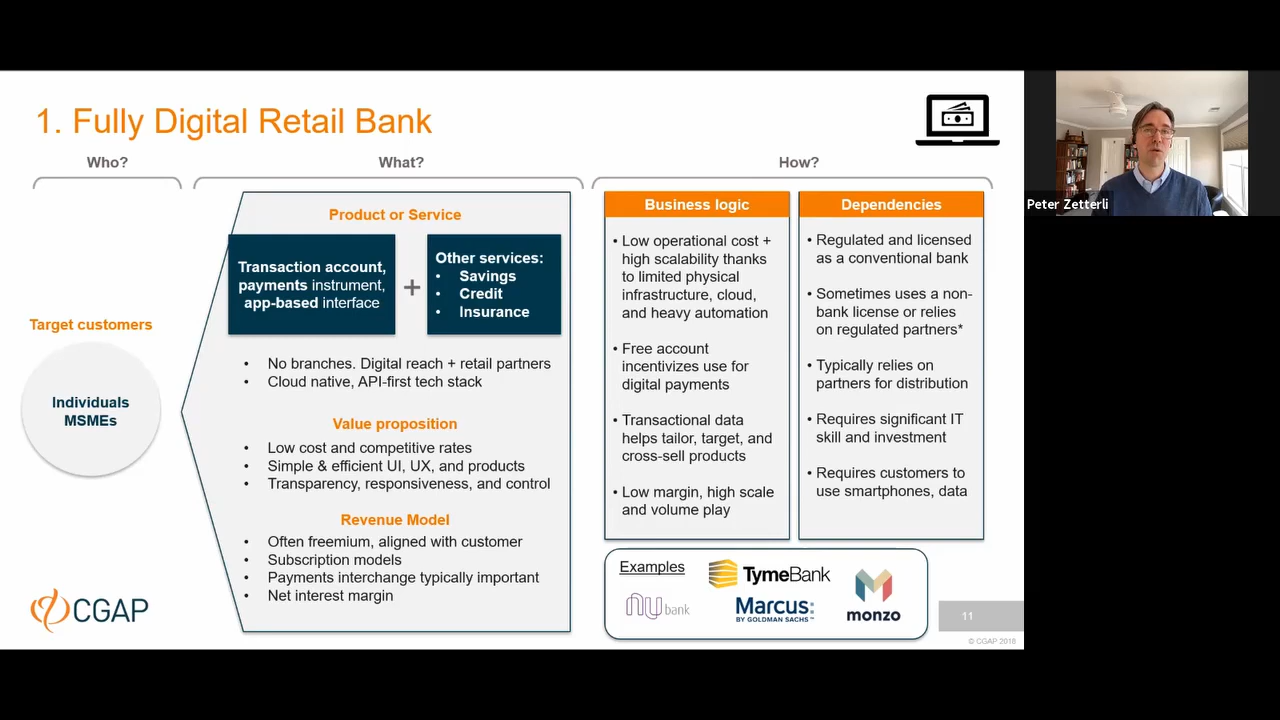 1. Fully Digital Retail Bank
Who?
What?
How?
Target customers
Individuals
MSMEs
Product or Service
Transaction account,
payments instrument,
app-based interface
+
Other services:
• Savings
• Credit
• Insurance
• No branches. Digital reach + retail partners
• Cloud native, API-first tech stack
Value proposition
• Low cost and competitive rates
• Simple & efficient UI, UX, and products
• Transparency, responsiveness, and control
Revenue Model
• Often freemium, aligned with customer
• Subscription models
• Payments interchange typically important
• Net interest margin
Business logic
• Low operational cost +
high scalability thanks
to limited physical
infrastructure, cloud,
and heavy automation
• Free account
incentivizes use for
digital payments
• Transactional data
helps tailor, target, and
cross-sell products
• Low margin, high scale
and volume play
Dependencies
• Regulated and licensed
as a conventional bank
• Sometimes uses a non-
bank license or relies
on regulated partners*
• Typically relies on
partners for distribution
• Requires significant IT
skill and investment
• Requires customers to
use smartphones, data
Examples
TymeBank
nu bank
Marcus:
BY GOLDMAN SACHS™
monzo
CGAP
11
© CGAP 2018
Peter Zetterli